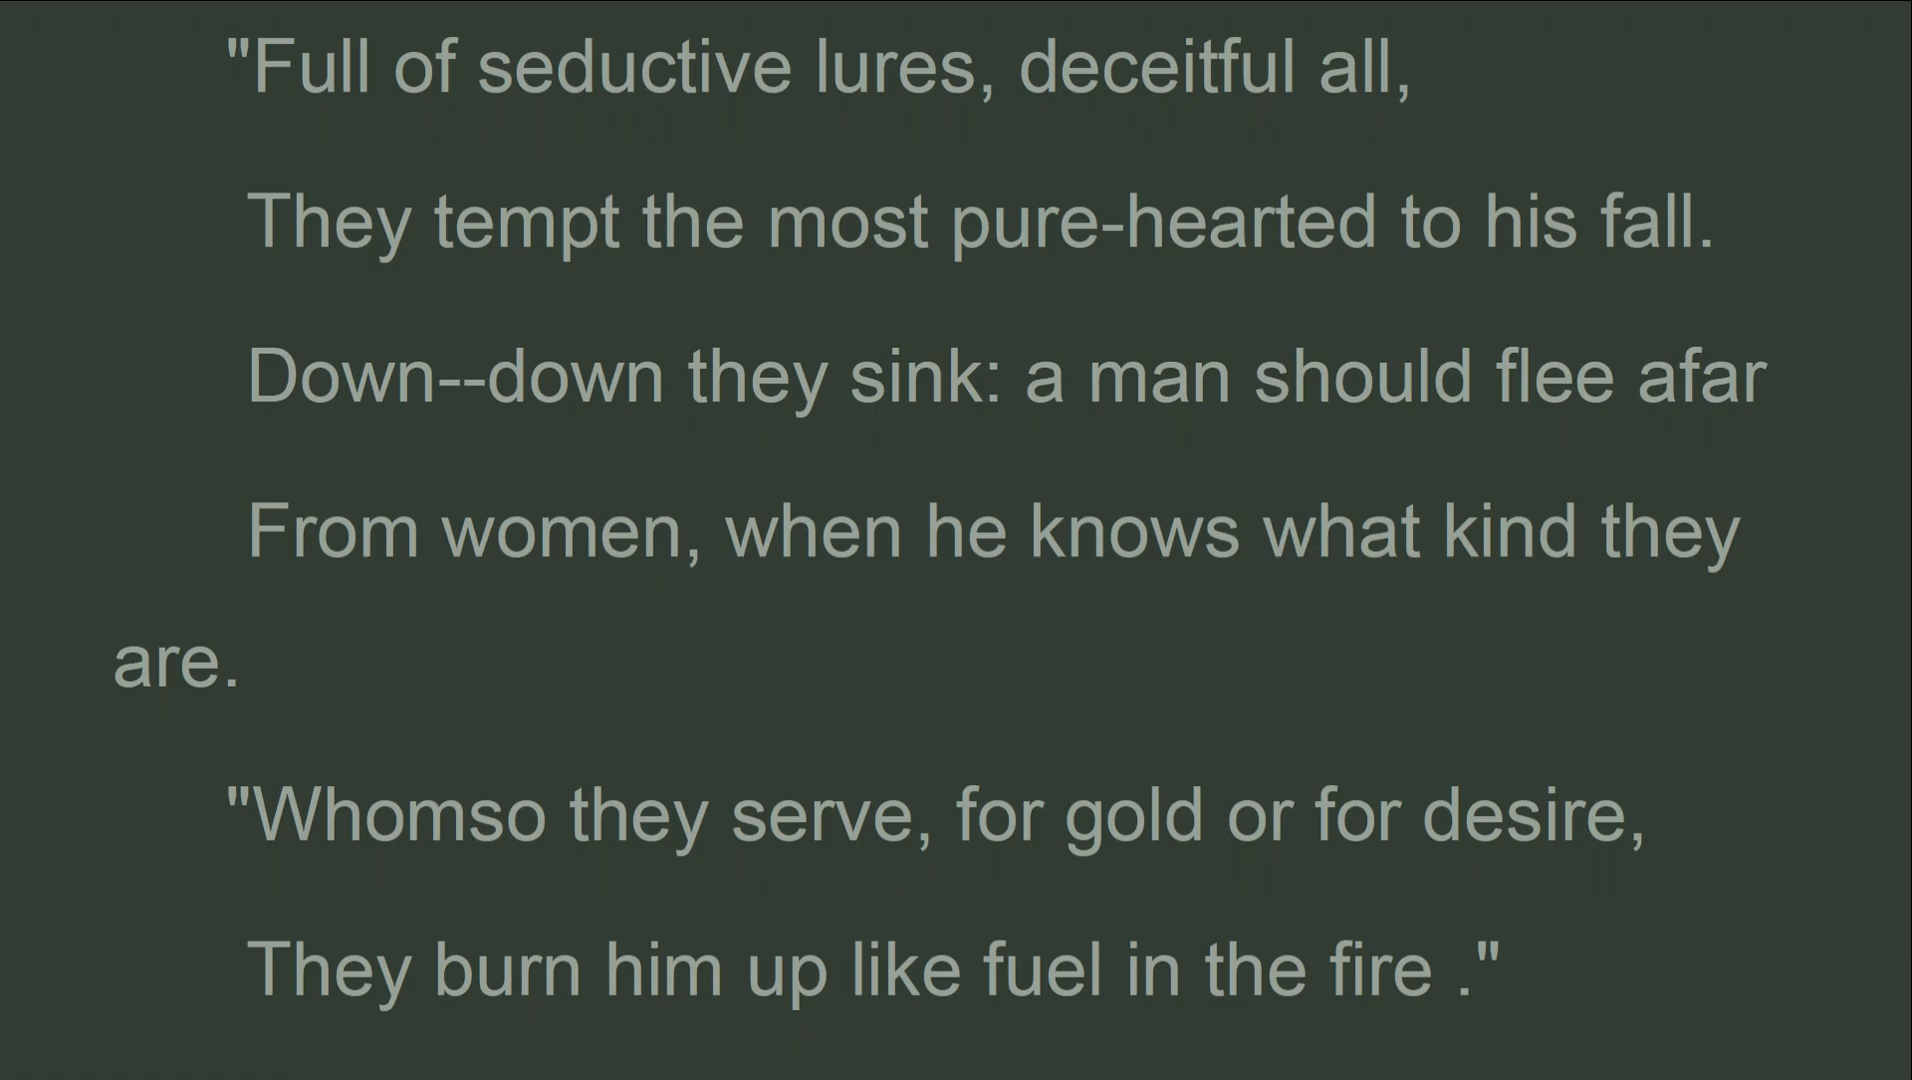 "Full of seductive lures, deceitful all,
They tempt the most pure-hearted to his fall.
Down--down they sink: a man should flee afar
From women, when he knows what kind they
are.
"Whomso they serve, for gold or for desire,
They burn him up like fuel in the fire ."